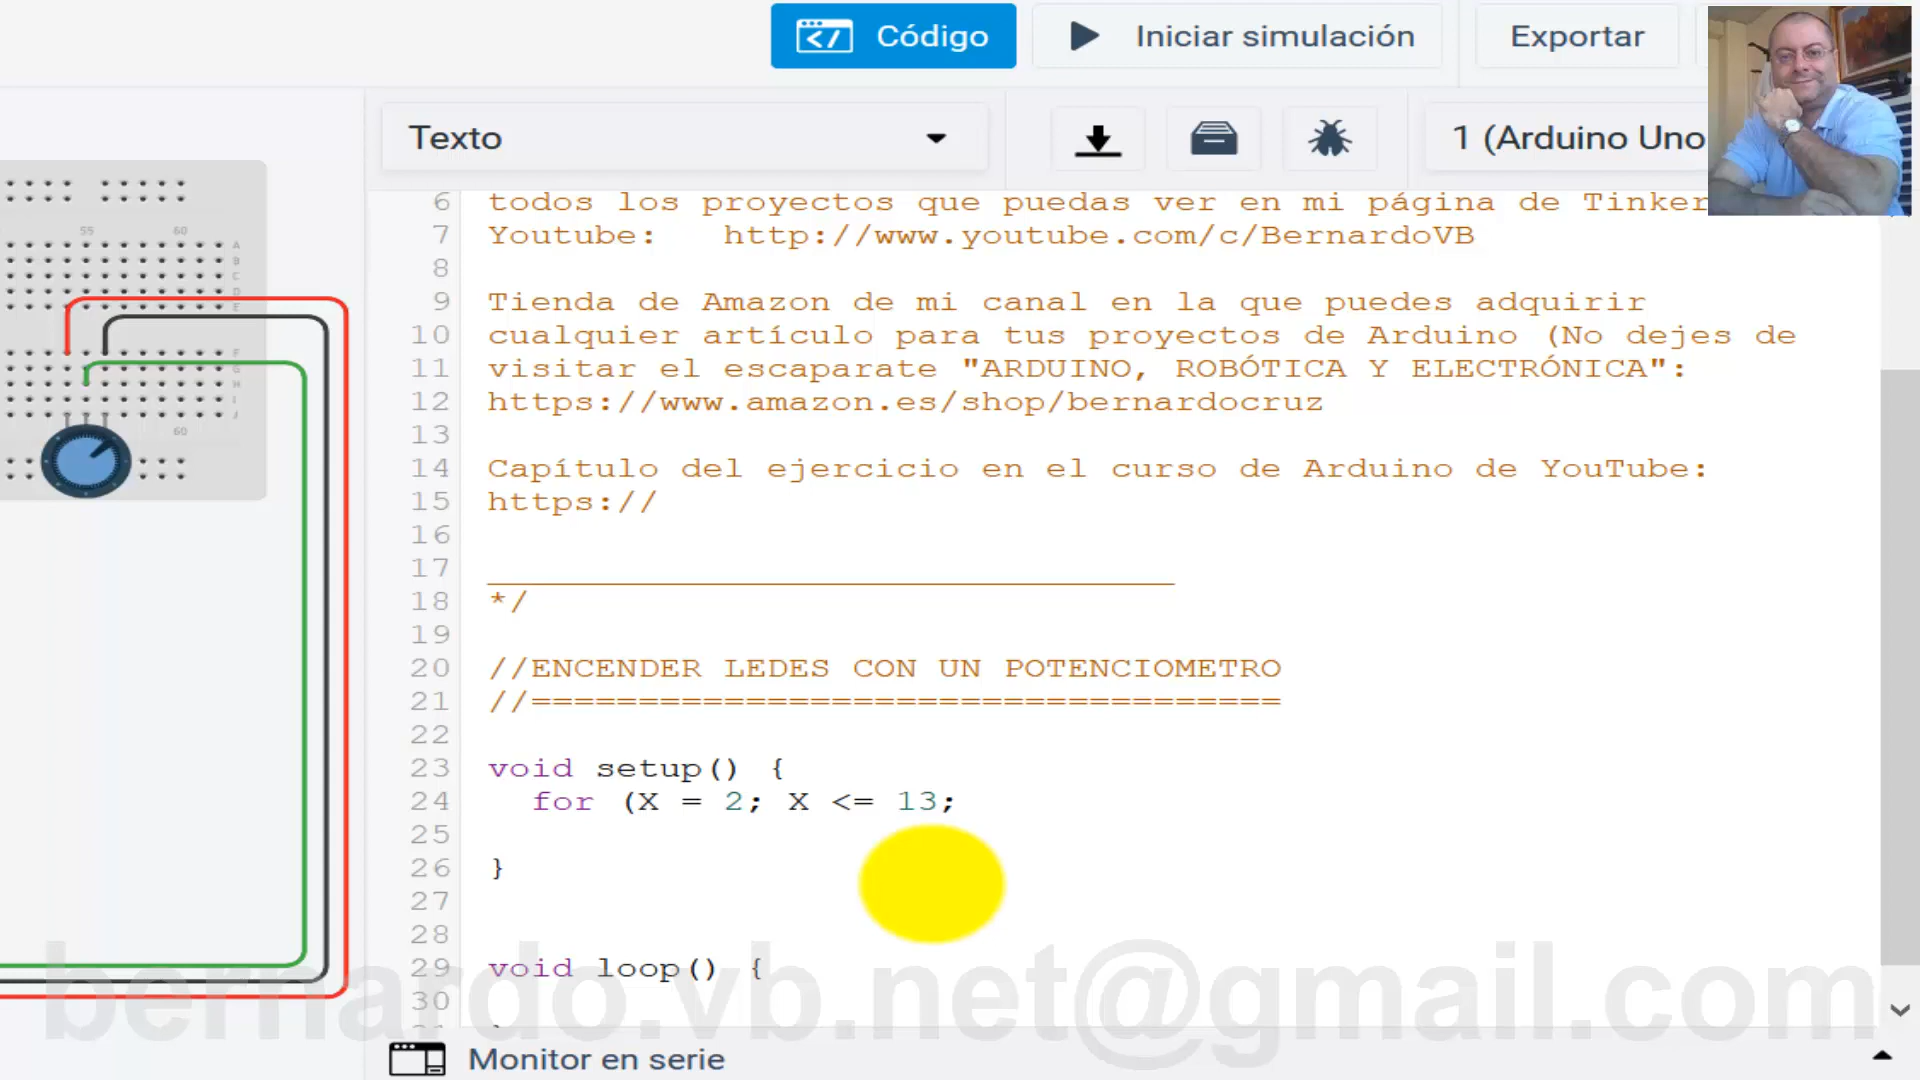 Código
Iniciar simulación
Exportar
Texto
1 (Arduino Uno
55 60
A
B
C
D
E
F
G
H
I
J
60
6 todos los proyectos que puedas ver en mi página de Tinker
7 Youtube: http://www.youtube.com/c/BernardoVB
8
9 Tienda de Amazon de mi canal en la que puedes adquirir
10 cualquier artículo para tus proyectos de Arduino (No dejes de
11 visitar el escaparate "ARDUINO, ROBÓTICA Y ELECTRÓNICA":
12 https://www.amazon.es/shop/bernardocruz
13
14 Capítulo del ejercicio en el curso de Arduino de YouTube:
15 https://
16
17 ________________________________
18 */
19
20 //ENCENDER LEDES CON UN POTENCIOMETRO
21 //===================================
22
23 void setup() {
24 for (X = 2; X <= 13;
25
26 }
27
28
29 void loop() {
30
bernardo.vb.net@gmail.com
Monitor en serie